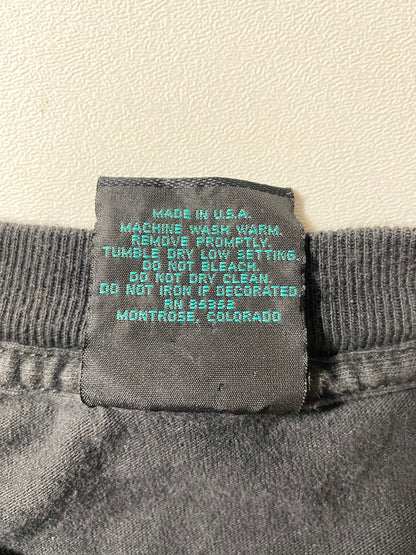 MADE IN U.S.A.
MACHINE WASH WARM.
REMOVE PROMPTLY.
TUMBLE DRY LOW SETTING.
DO NOT BLEACH.
DO NOT DRY CLEAN.
DO NOT IRON IF DECORATED.
RN 85352
MONTROSE, COLORADO